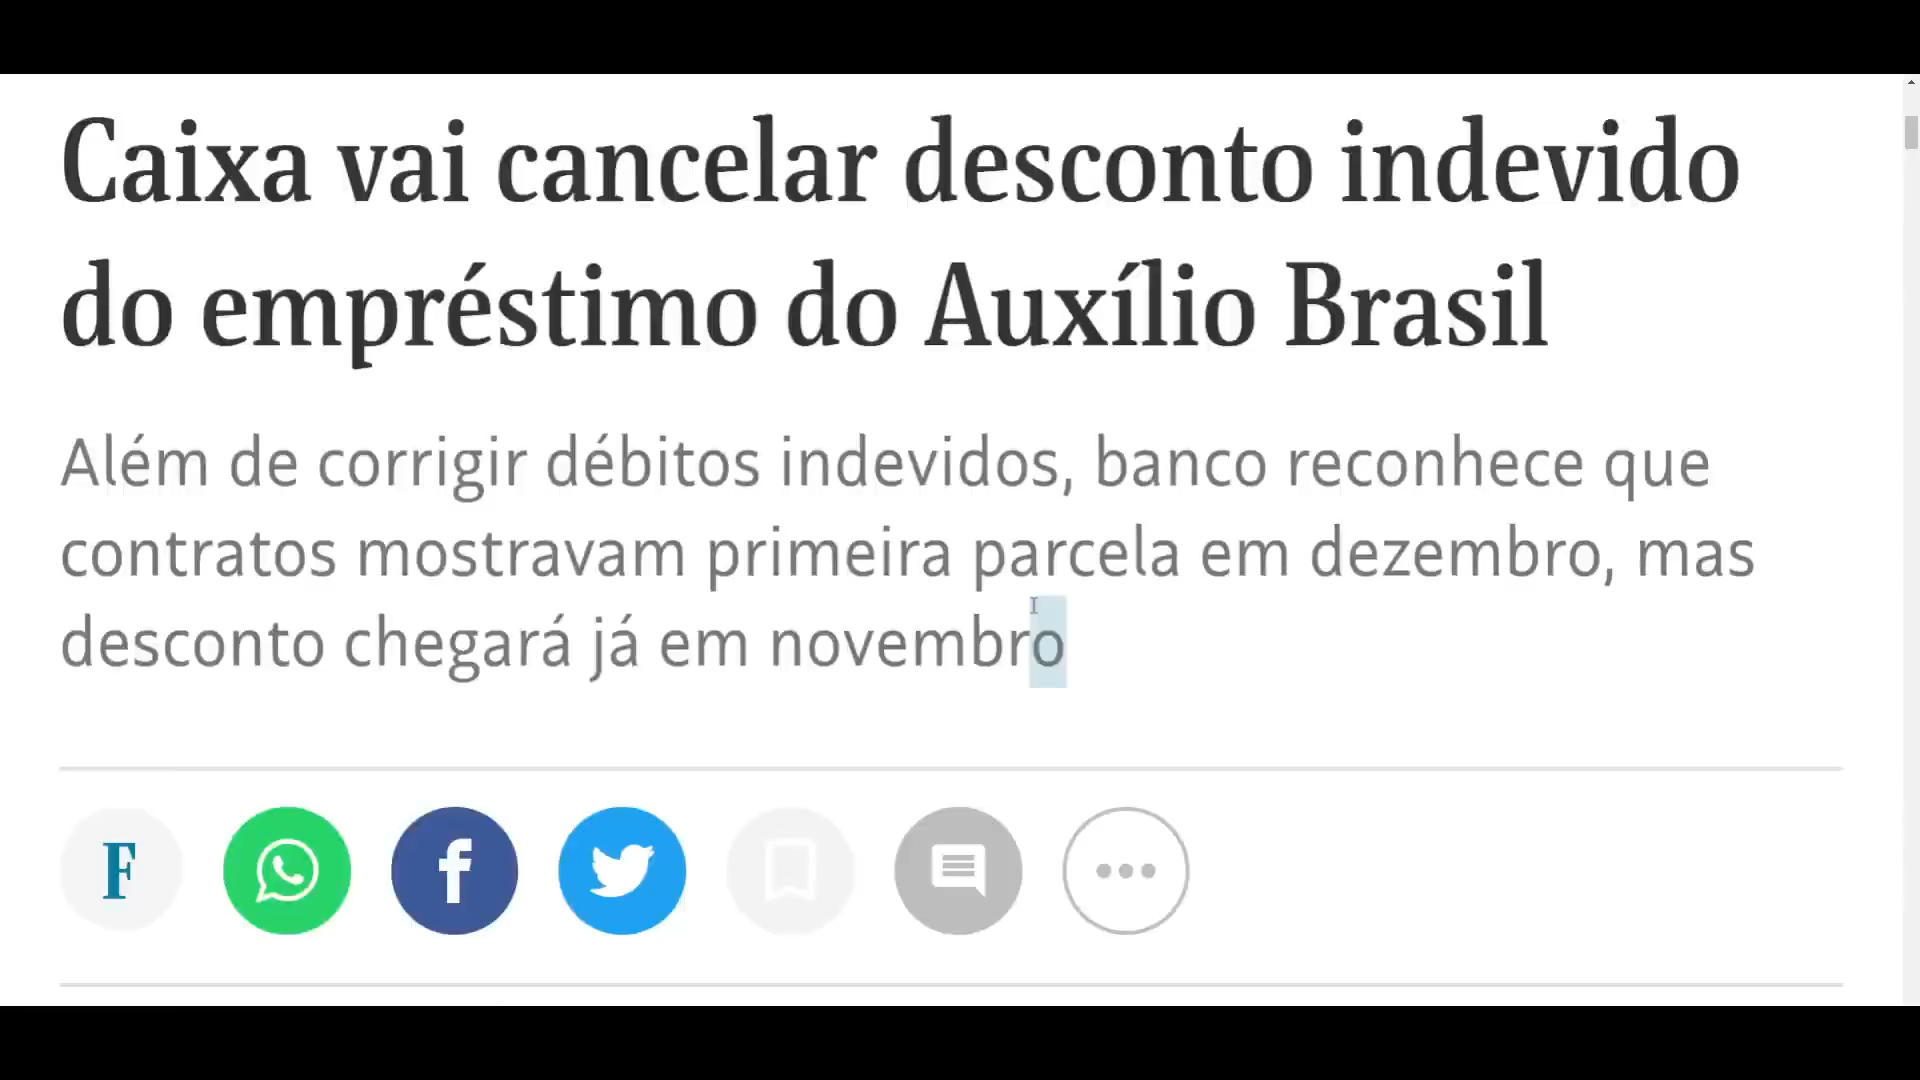 Caixa vai cancelar desconto indevido
do empréstimo do Auxílio Brasil
Além de corrigir débitos indevidos, banco reconhece que
contratos mostravam primeira parcela em dezembro, mas
desconto chegará já em novembro
F